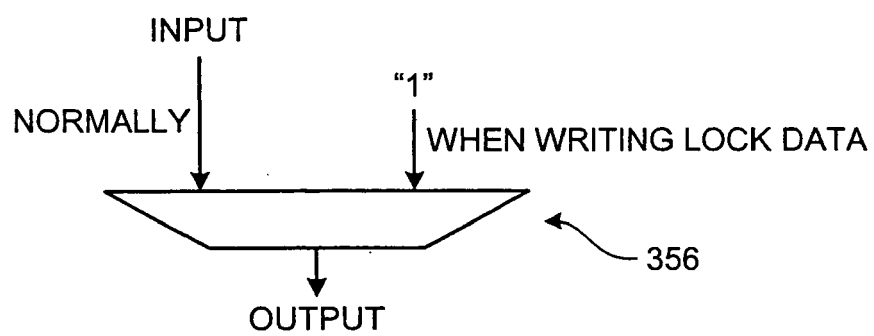 INPUT
"1"
NORMALLY
WHEN WRITING LOCK DATA
356
OUTPUT